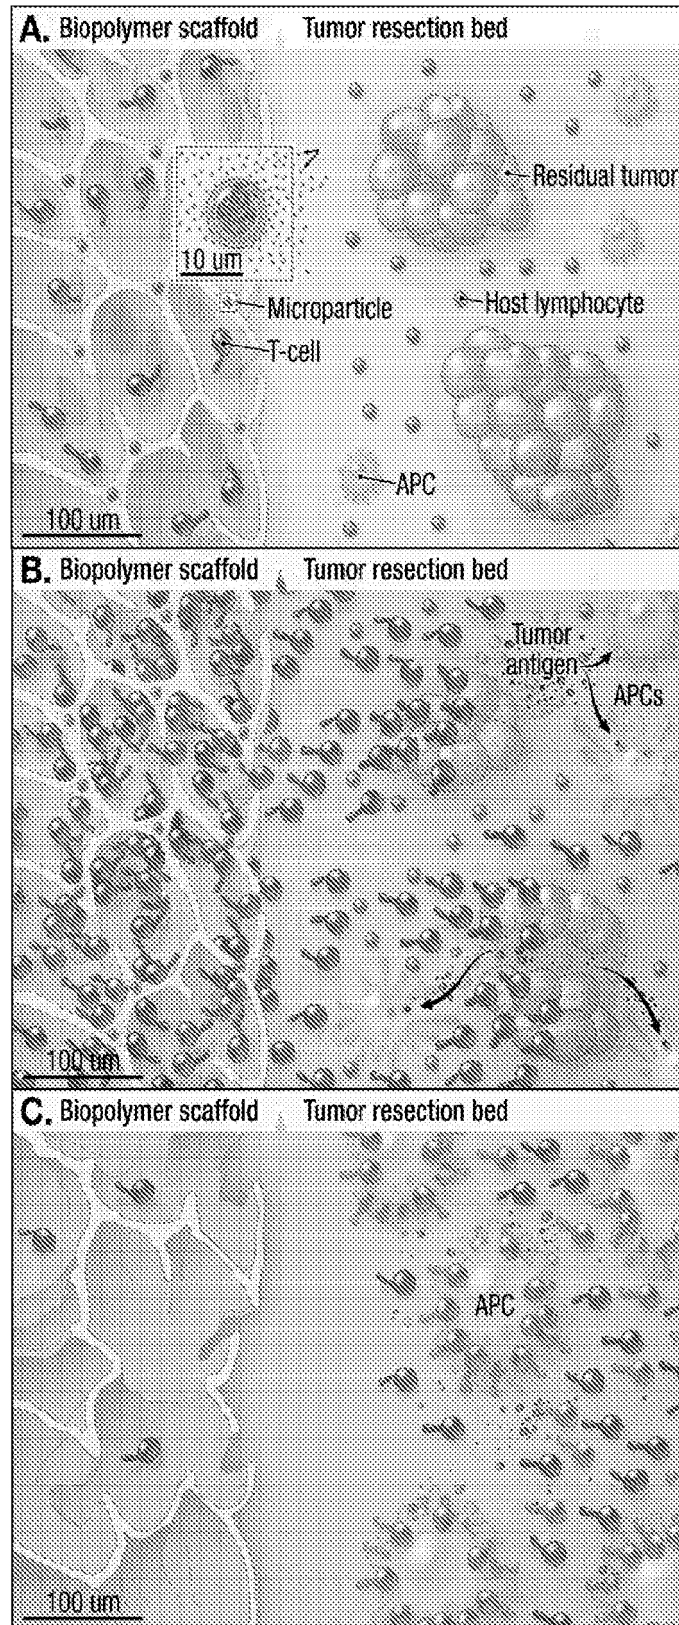 A. Biopolymer scaffold Tumor resection bed
Residual tumor
10 um
Microparticle
Host lymphocyte
T-cell
APC
100 um
B. Biopolymer scaffold Tumor resection bed
Tumor
antigen
APCs
100 um
C. Biopolymer scaffold Tumor resection bed
APC
100 um